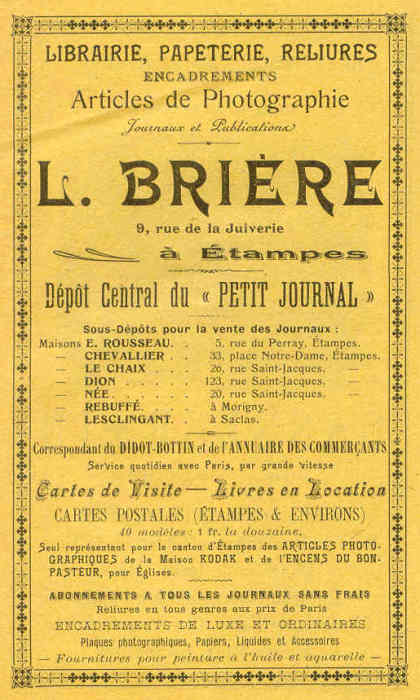 LIBRAIRIE, PAPETERIE, RELIURES
ENCADREMENTS
Articles de Photographie
Journaux et Publications
L. BRIÈRE
9, rue de la Juiverie
à Étampes
Dépôt Central du « PETIT JOURNAL »
Sous-Dépôts pour la vente des Journaux :
Maisons E. ROUSSEAU. . 5, rue du Perray, Étampes.
— CHEVALLIER . . 33, place Notre-Dame, Étampes.
— LE CHAIX . . . 26, rue Saint-Jacques. —
— DION . . . . . 123, rue Saint-Jacques. —
— NÉE . . . . . 20, rue Saint-Jacques. —
— REBUFFÉ. . . . à Morigny.
— LESCLINGANT. . à Saclas.
Correspondant du DIDOT-BOTTIN et de l'ANNUAIRE DES COMMERÇANTS
Service quotidien avec Paris, par grande vitesse
Cartes de Visite — Livres en Location
CARTES POSTALES (ÉTAMPES & ENVIRONS)
40 modèles : 1 fr. la douzaine.
Seul représentant pour le canton d'Étampes des ARTICLES PHOTO-
GRAPHIQUES de la Maison KODAK et de l'ENCENS DU BON-
PASTEUR, pour Églises.
ABONNEMENTS A TOUS LES JOURNAUX SANS FRAIS
Reliures en tous genres aux prix de Paris
ENCADREMENTS DE LUXE ET ORDINAIRES
Plaques photographiques, Papiers, Liquides et Accessoires
— Fournitures pour peinture à l'huile et aquarelle —